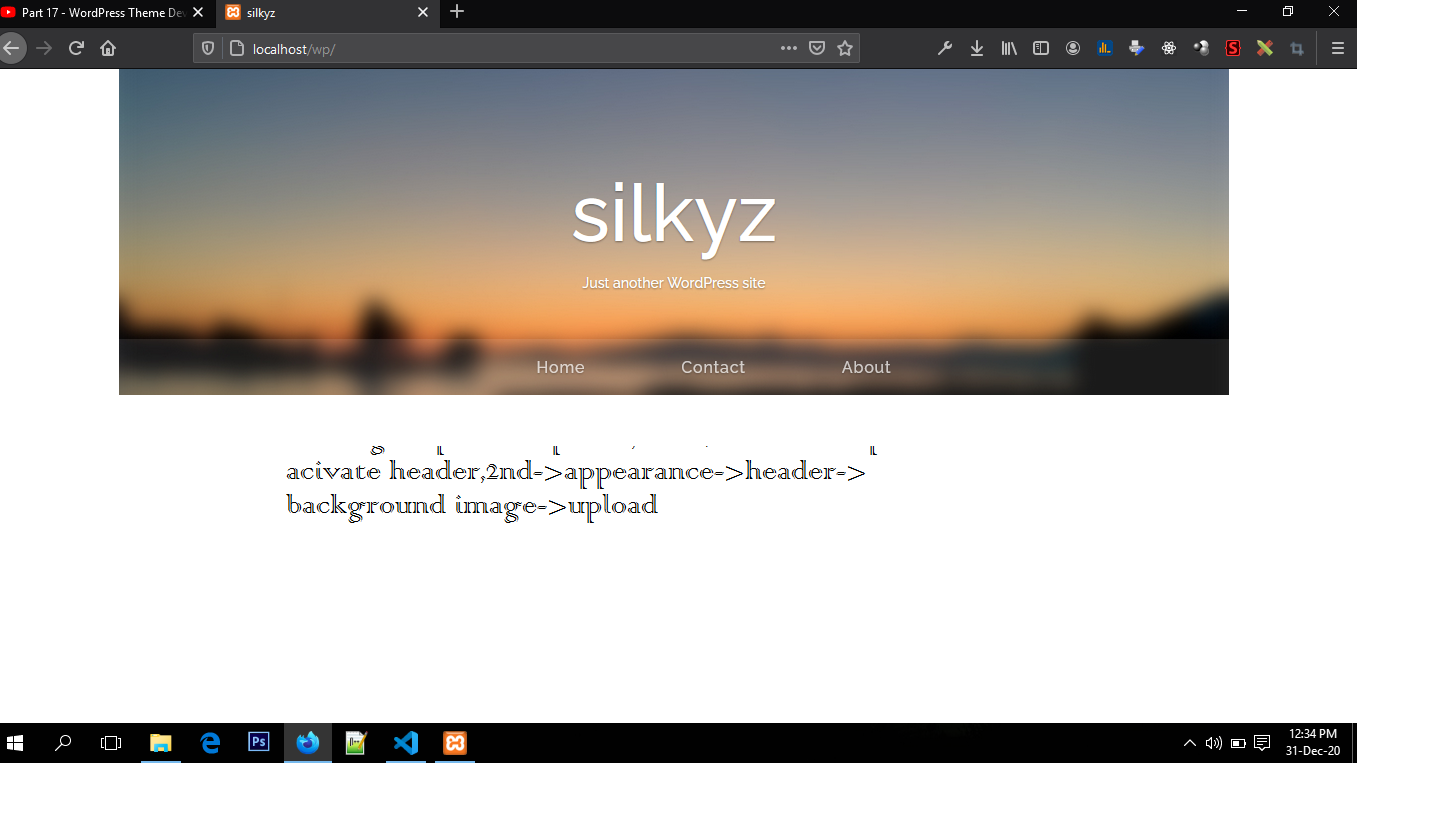 Part 17 - WordPress Theme De
silkyz
localhost/wp/
silkyz
Just another WordPress site
Home
Contact
About
acivate header,2nd->appearance->header->
background image->upload
Ps
12:34 PM
31-Dec-20